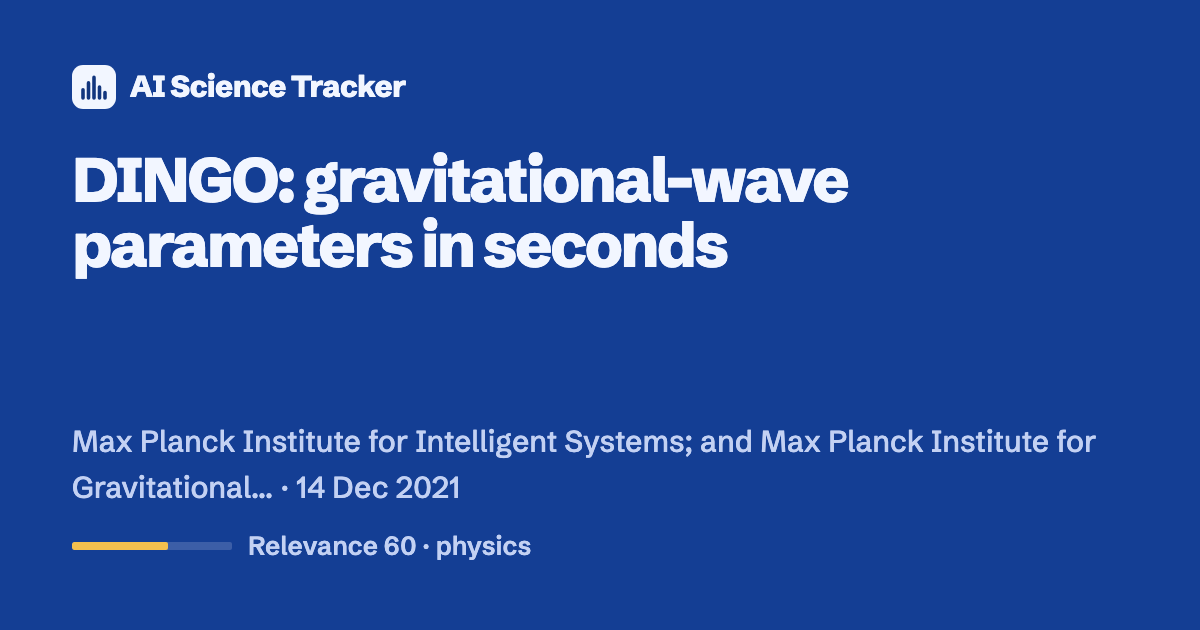 AI Science Tracker
DINGO: gravitational-wave
parameters in seconds
Max Planck Institute for Intelligent Systems; and Max Planck Institute for
Gravitational… · 14 Dec 2021
Relevance 60 · physics